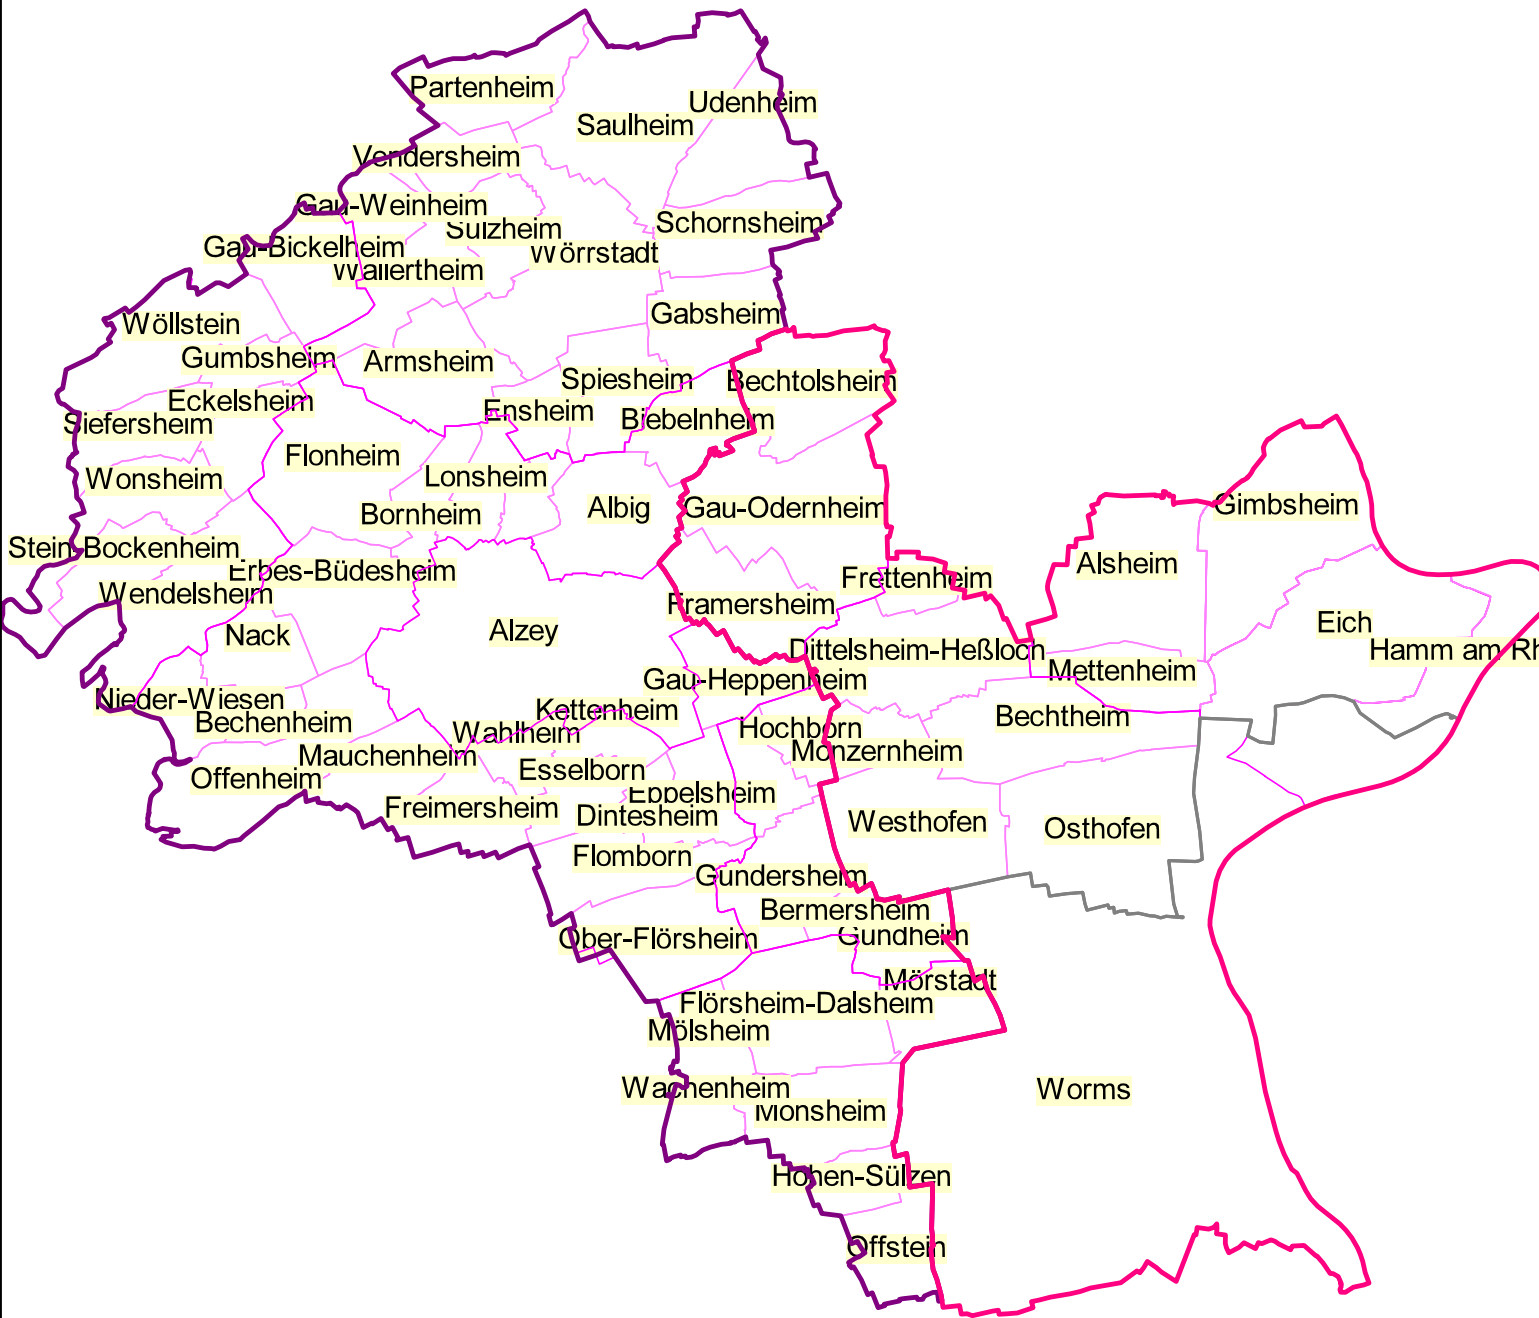 Partenheim
Udenheim
Saulheim
Vendersheim
Gau-Weinheim
Schornsheim
Sulzheim
Gau-Bickelheim
Wörrstadt
Wallertheim
Gabsheim
Wöllstein
Gumbsheim
Armsheim
Spiesheim
Bechtolsheim
Eckelsheim
Ensheim
Biebelnheim
Siefersheim
Flonheim
Lonsheim
Wonsheim
Gimbsheim
Albig
Gau-Odernheim
Bornheim
Stein-Bockenheim
Alsheim
Erbes-Büdesheim
Frettenheim
Wendelsheim
Framersheim
Eich
Alzey
Nack
Dittelsheim-Heßloch
Hamm am Rh
Mettenheim
Gau-Heppenheim
Nieder-Wiesen
Kettenheim
Bechtheim
Bechenheim
Wahlheim
Hochborn
Monzernheim
Mauchenheim
Esselborn
Offenheim
Eppelsheim
Freimersheim
Dintesheim
Westhofen
Osthofen
Flomborn
Gundersheim
Bermersheim
Gundheim
Ober-Flörsheim
Mörstadt
Flörsheim-Dalsheim
Mölsheim
Wachenheim
Worms
Monsheim
Hohen-Sülzen
Offstein